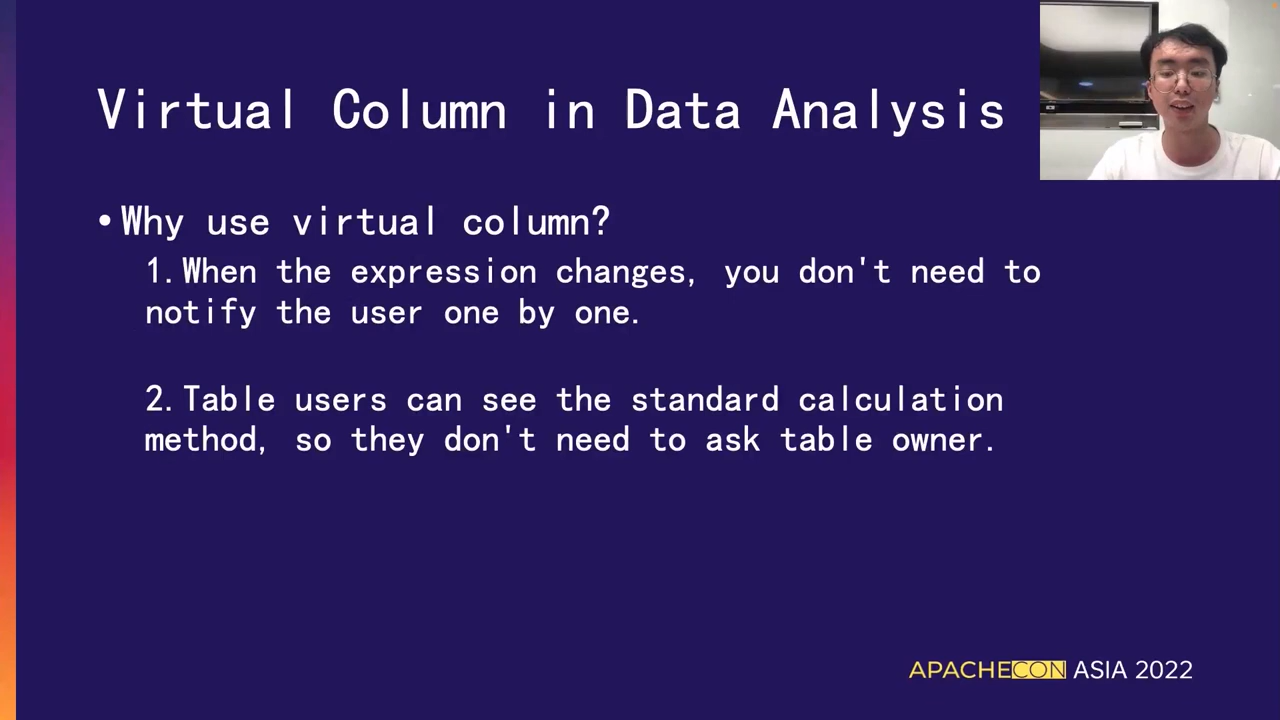 Virtual Column in Data Analysis
•Why use virtual column?
1.When the expression changes, you don't need to
notify the user one by one.
2.Table users can see the standard calculation
method, so they don't need to ask table owner.
APACHECON ASIA 2022